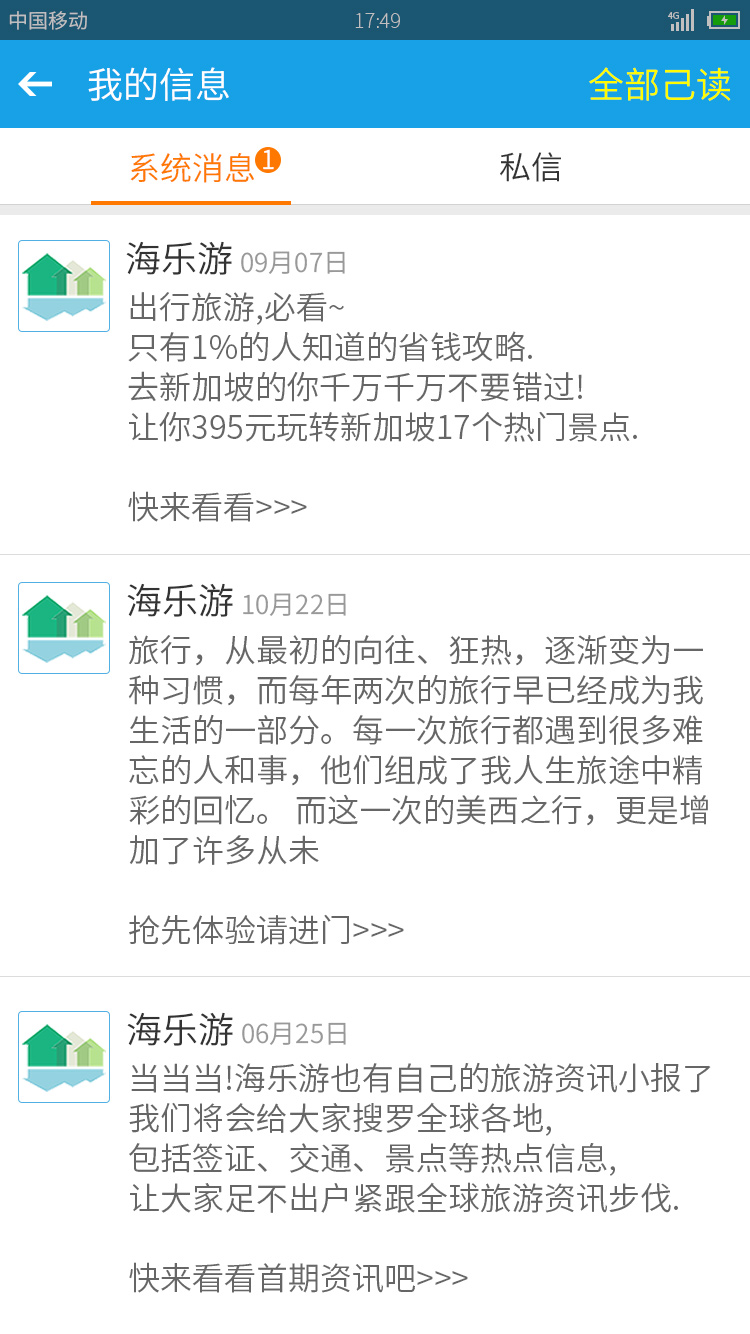 中国移动 17:49 4G
我的信息 全部己读
系统消息 1 私信
海乐游 09月07日
出行旅游,必看~
只有1%的人知道的省钱攻略.
去新加坡的你千万千万不要错过!
让你395元玩转新加坡17个热门景点.
快来看看>>>
海乐游 10月22日
旅行，从最初的向往、狂热，逐渐变为一
种习惯，而每年两次的旅行早已经成为我
生活的一部分。每一次旅行都遇到很多难
忘的人和事，他们组成了我人生旅途中精
彩的回忆。 而这一次的美西之行，更是增
加了许多从未
抢先体验请进门>>>
海乐游 06月25日
当当当!海乐游也有自己的旅游资讯小报了
我们将会给大家搜罗全球各地,
包括签证、交通、景点等热点信息,
让大家足不出户紧跟全球旅游资讯步伐.
快来看看首期资讯吧>>>